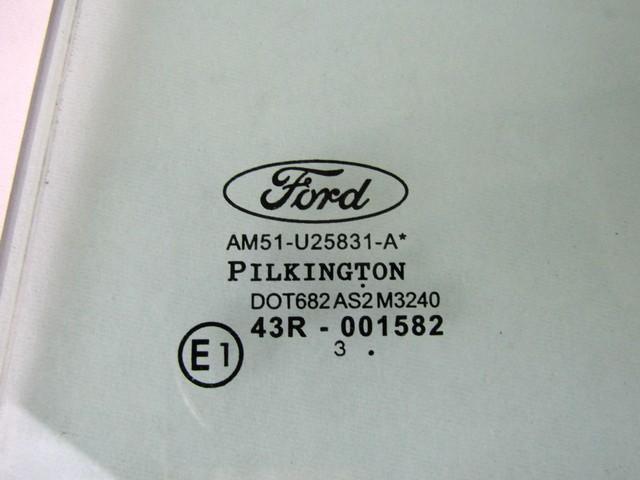 Ford
AM51-U25831-A*
PILKINGTON
DOT682 AS2 M3240
43R - 001582
E1
3 .